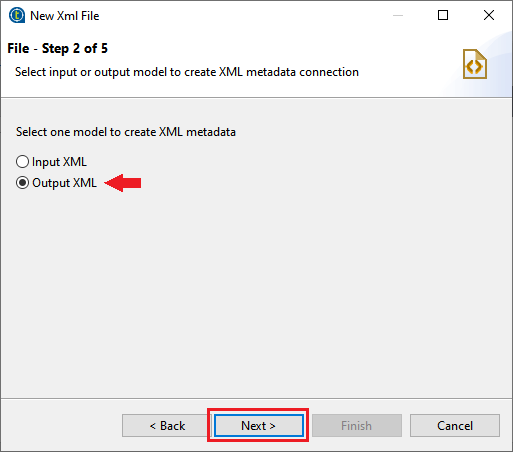 New Xml File
File - Step 2 of 5
Select input or output model to create XML metadata connection
Select one model to create XML metadata
Input XML
Output XML
< Back
Next >
Finish
Cancel